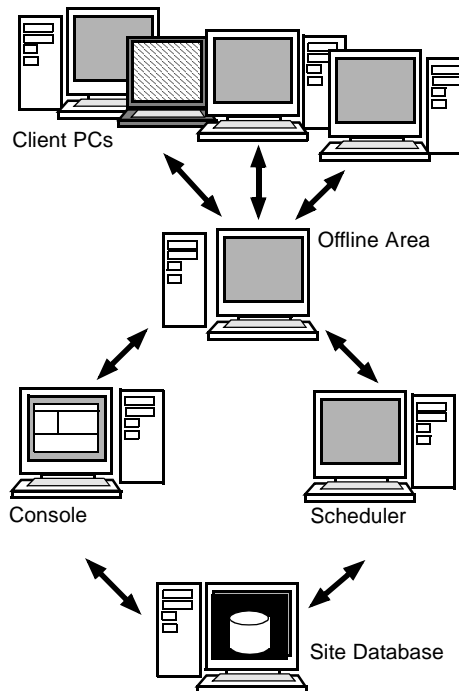 Client PCs
Offline Area
Console
Scheduler
Site Database